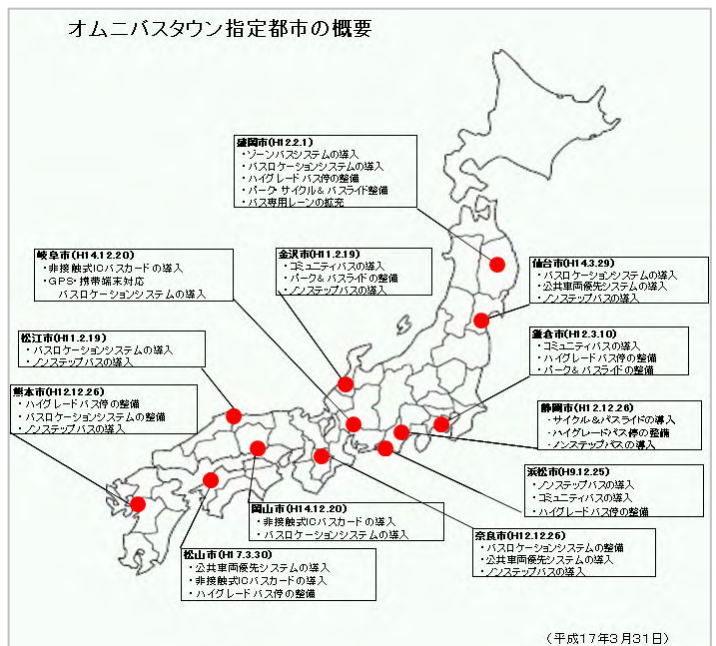 オムニバスタウン指定都市の概要
盛岡市(H12.2.1)
・ゾーンバスシステムの導入
・バスロケーションシステムの導入
・ハイグレードバス停の整備
・パーク・サイクル&バスライド整備
・バス専用レーンの拡充
岐阜市(H14.12.20)
・非接触式ICバスカードの導入
・GPS・携帯端末対応
バスロケーションシステムの導入
金沢市(H11.2.19)
・コミュニティバスの導入
・パーク&バスライドの整備
・ノンステップバスの導入
仙台市(H14.3.29)
・バスロケーションシステムの導入
・公共車両優先システムの導入
・ノンステップバスの導入
松江市(H11.2.19)
・バスロケーションシステムの導入
・ノンステップバスの導入
鎌倉市(H12.3.10)
・コミュニティバスの導入
・ハイグレードバス停の整備
・パーク&バスライドの整備
熊本市(H12.12.26)
・ハイグレードバス停の整備
・バスロケーションシステムの整備
・ノンステップバスの導入
静岡市(H12.12.26)
・サイクル&バスライドの導入
・ハイグレードバス停の整備
・ノンステップバスの導入
浜松市(H9.12.25)
・ノンステップバスの導入
・コミュニティバスの導入
・ハイグレードバス停の整備
岡山市(H14.12.20)
・非接触式ICバスカードの導入
・バスロケーションシステムの導入
奈良市(H12.12.26)
・バスロケーションシステムの整備
・公共車両優先システムの導入
・ノンステップバスの導入
松山市(H17.3.30)
・公共車両優先システムの導入
・非接触式ICバスカードの導入
・ハイグレードバス停の整備
(平成17年3月31日)